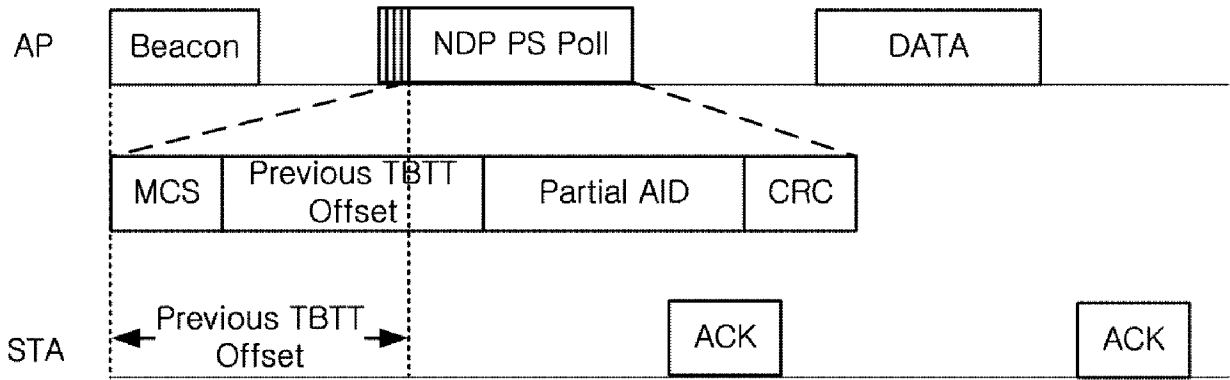 AP
Beacon
NDP PS Poll
DATA
MCS
Previous TBTT
Offset
Partial AID
CRC
STA
Previous TBTT
Offset
ACK
ACK